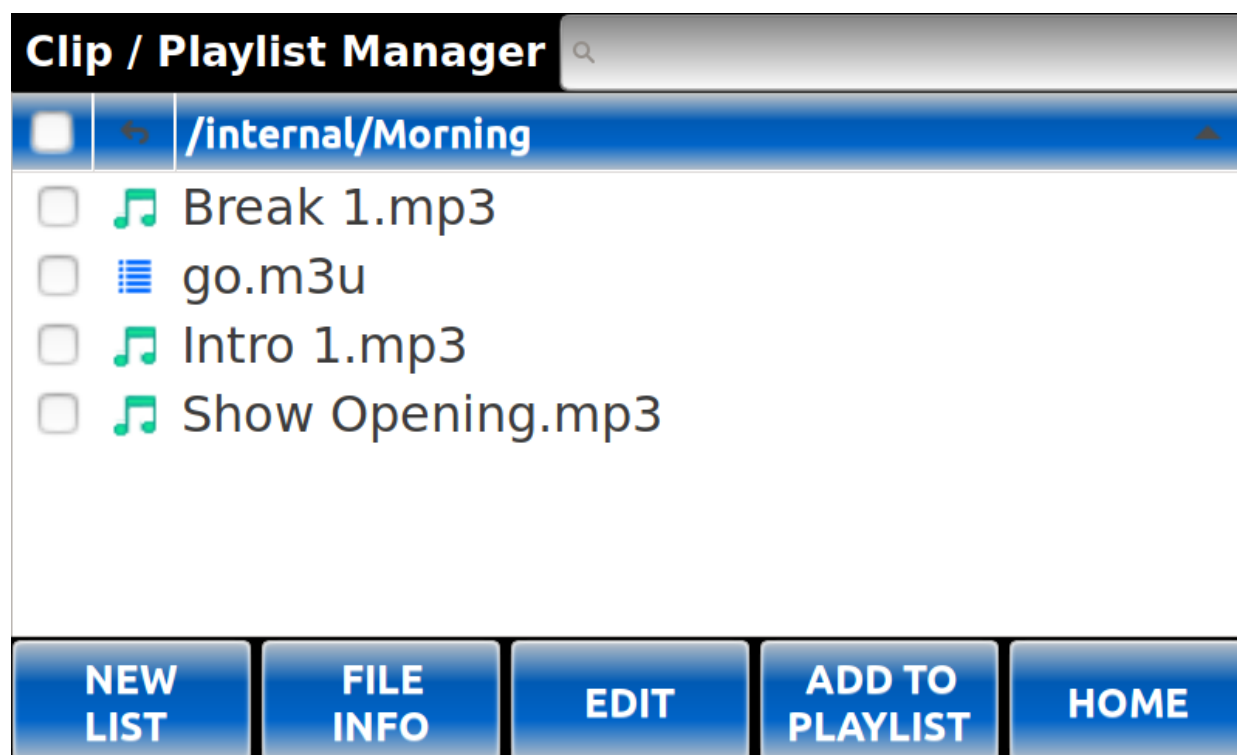 Clip / Playlist Manager
/internal/Morning
Break 1.mp3
go.m3u
Intro 1.mp3
Show Opening.mp3
NEW
LIST
FILE
INFO
EDIT
ADD TO
PLAYLIST
HOME